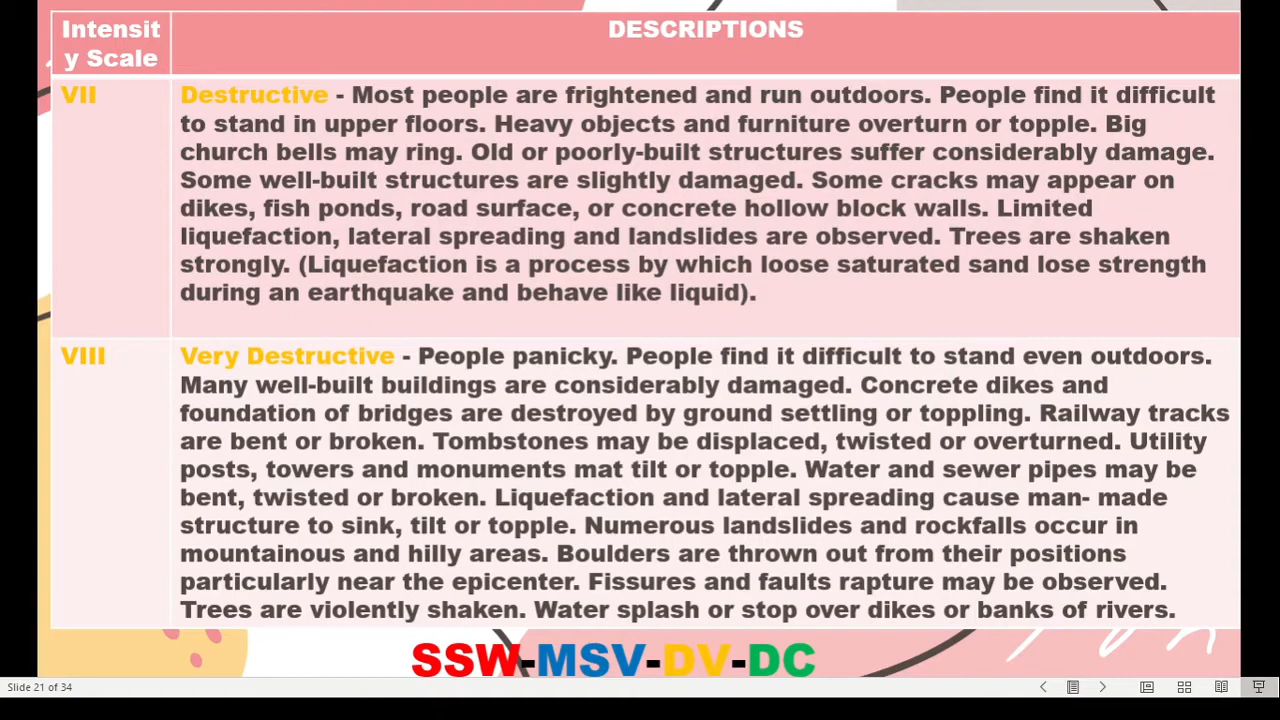 Intensit
y Scale
DESCRIPTIONS
VII
Destructive - Most people are frightened and run outdoors. People find it difficult
to stand in upper floors. Heavy objects and furniture overturn or topple. Big
church bells may ring. Old or poorly-built structures suffer considerably damage.
Some well-built structures are slightly damaged. Some cracks may appear on
dikes, fish ponds, road surface, or concrete hollow block walls. Limited
liquefaction, lateral spreading and landslides are observed. Trees are shaken
strongly. (Liquefaction is a process by which loose saturated sand lose strength
during an earthquake and behave like liquid).
VIII
Very Destructive - People panicky. People find it difficult to stand even outdoors.
Many well-built buildings are considerably damaged. Concrete dikes and
foundation of bridges are destroyed by ground settling or toppling. Railway tracks
are bent or broken. Tombstones may be displaced, twisted or overturned. Utility
posts, towers and monuments mat tilt or topple. Water and sewer pipes may be
bent, twisted or broken. Liquefaction and lateral spreading cause man- made
structure to sink, tilt or topple. Numerous landslides and rockfalls occur in
mountainous and hilly areas. Boulders are thrown out from their positions
particularly near the epicenter. Fissures and faults rapture may be observed.
Trees are violently shaken. Water splash or stop over dikes or banks of rivers.
SSW-MSV-DV-DC
Slide 21 of 34